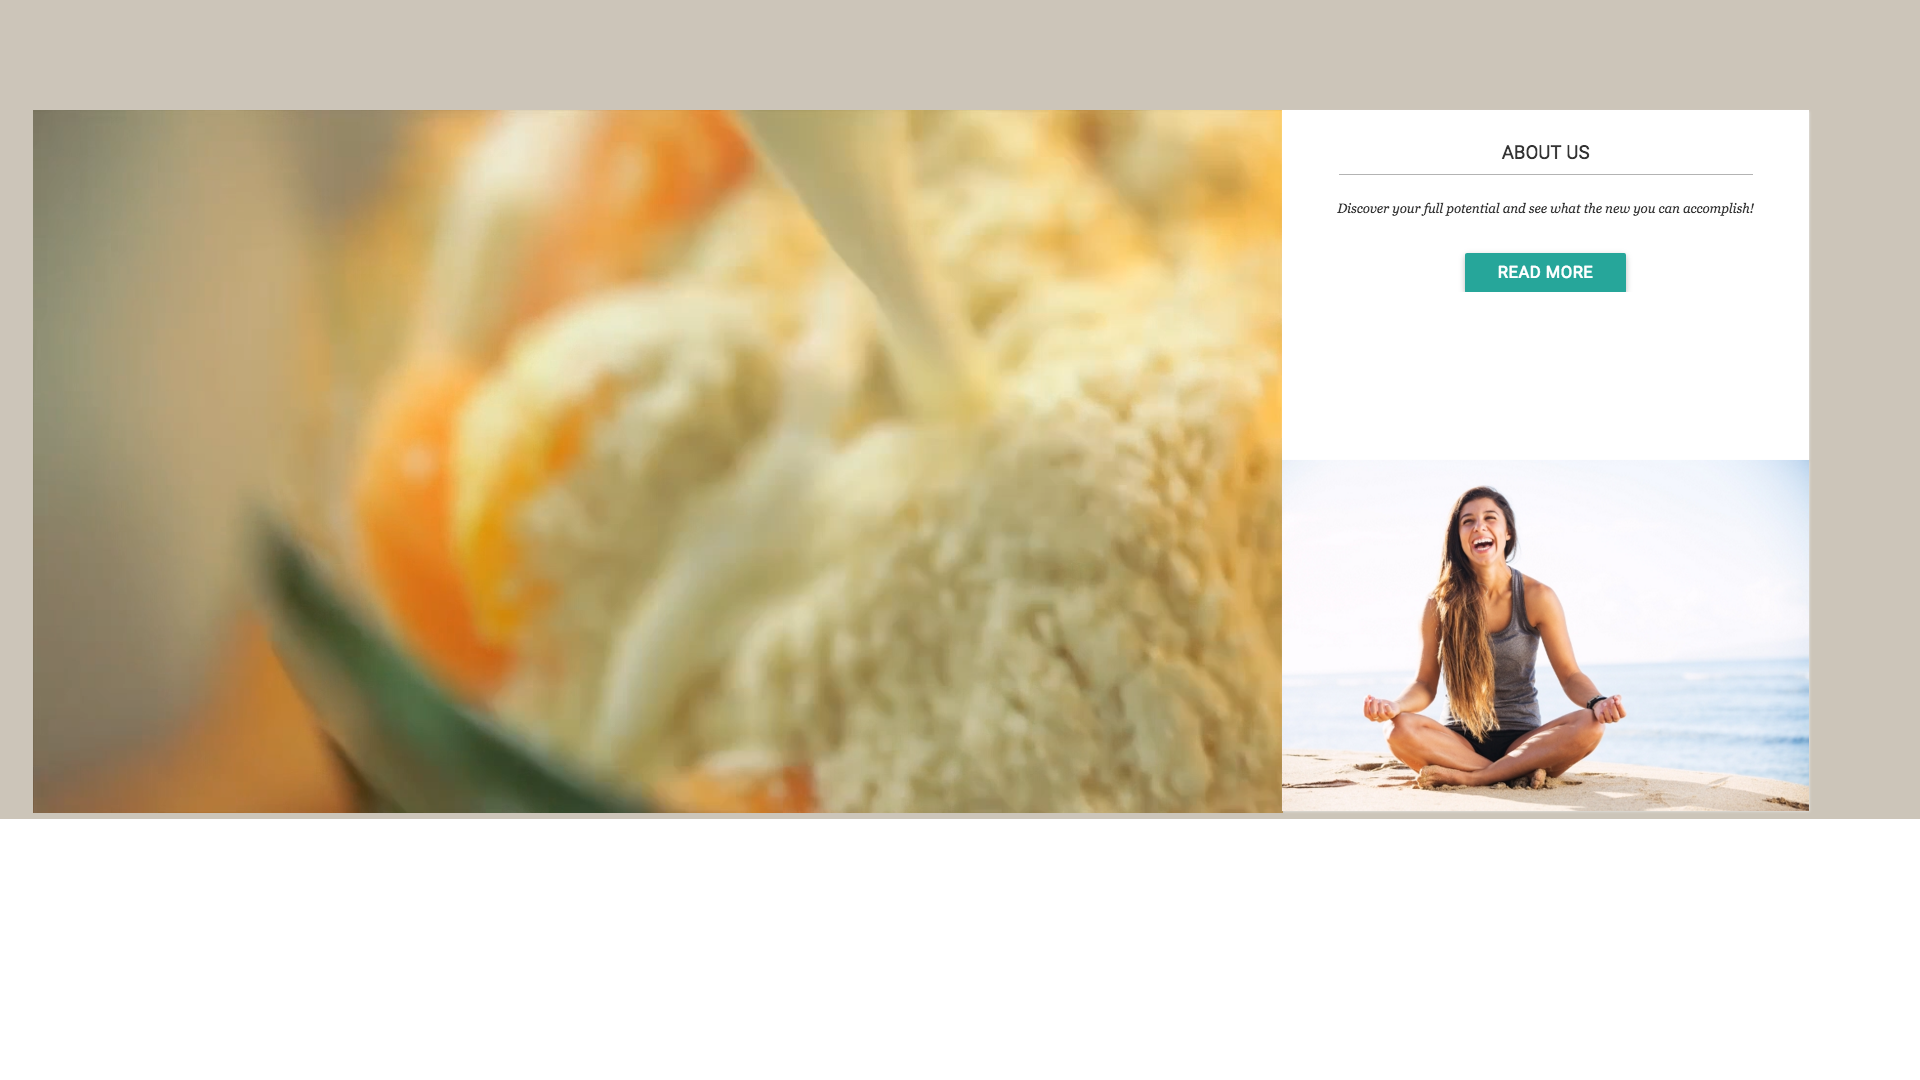 ABOUT US
Discover your full potential and see what the new you can accomplish!
READ MORE